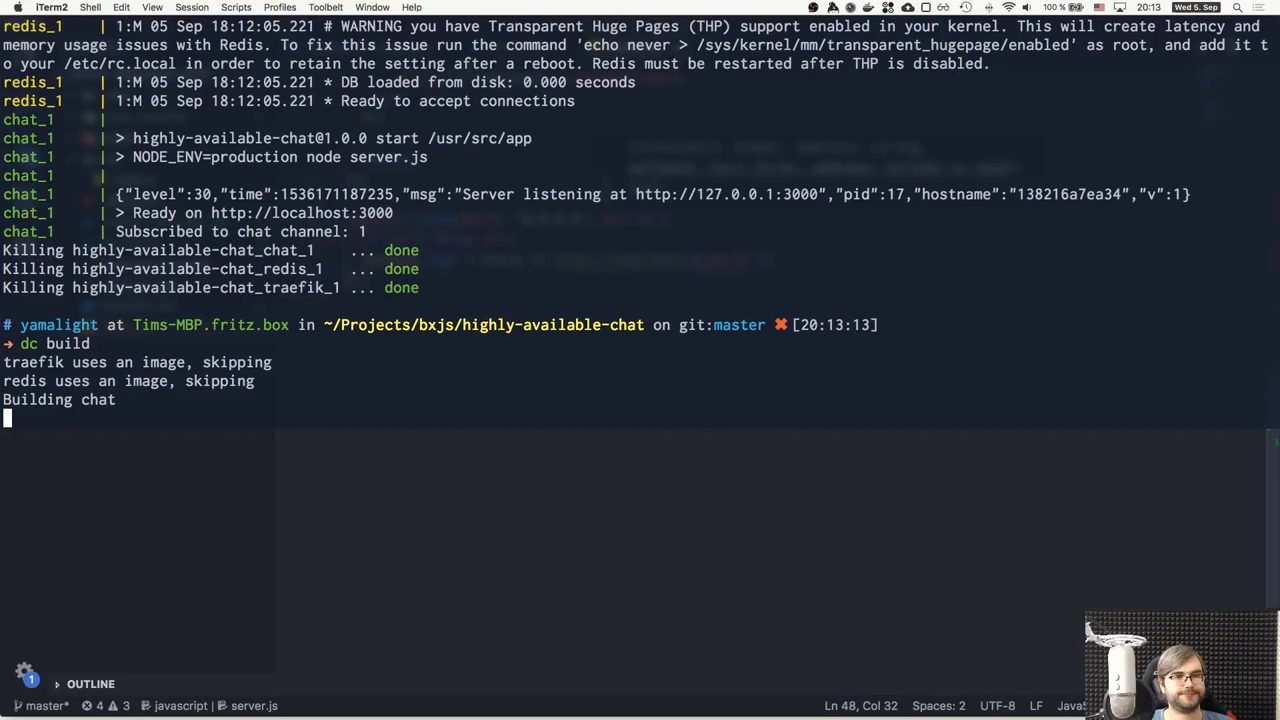 iTerm2 Shell Edit View Session Scripts Profiles Toolbelt Window Help 100 % 20:13 Wed 5. Sep
redis_1 | 1:M 05 Sep 18:12:05.221 # WARNING you have Transparent Huge Pages (THP) support enabled in your kernel. This will create latency and
memory usage issues with Redis. To fix this issue run the command 'echo never > /sys/kernel/mm/transparent_hugepage/enabled' as root, and add it t
o your /etc/rc.local in order to retain the setting after a reboot. Redis must be restarted after THP is disabled.
redis_1 | 1:M 05 Sep 18:12:05.221 * DB loaded from disk: 0.000 seconds
redis_1 | 1:M 05 Sep 18:12:05.221 * Ready to accept connections
chat_1 |
chat_1 | > highly-available-chat@1.0.0 start /usr/src/app
chat_1 | > NODE_ENV=production node server.js
chat_1 |
chat_1 | {"level":30,"time":1536171187235,"msg":"Server listening at http://127.0.0.1:3000","pid":17,"hostname":"138216a7ea34","v":1}
chat_1 | > Ready on http://localhost:3000
chat_1 | Subscribed to chat channel: 1
Killing highly-available-chat_chat_1 ... done
Killing highly-available-chat_redis_1 ... done
Killing highly-available-chat_traefik_1 ... done
# yamalight at Tims-MBP.fritz.box in ~/Projects/bxjs/highly-available-chat on git:master ✖ [20:13:13]
→ dc build
traefik uses an image, skipping
redis uses an image, skipping
Building chat
1
OUTLINE
master* 4 3 javascript | server.js Ln 48, Col 32 Spaces: 2 UTF-8 LF